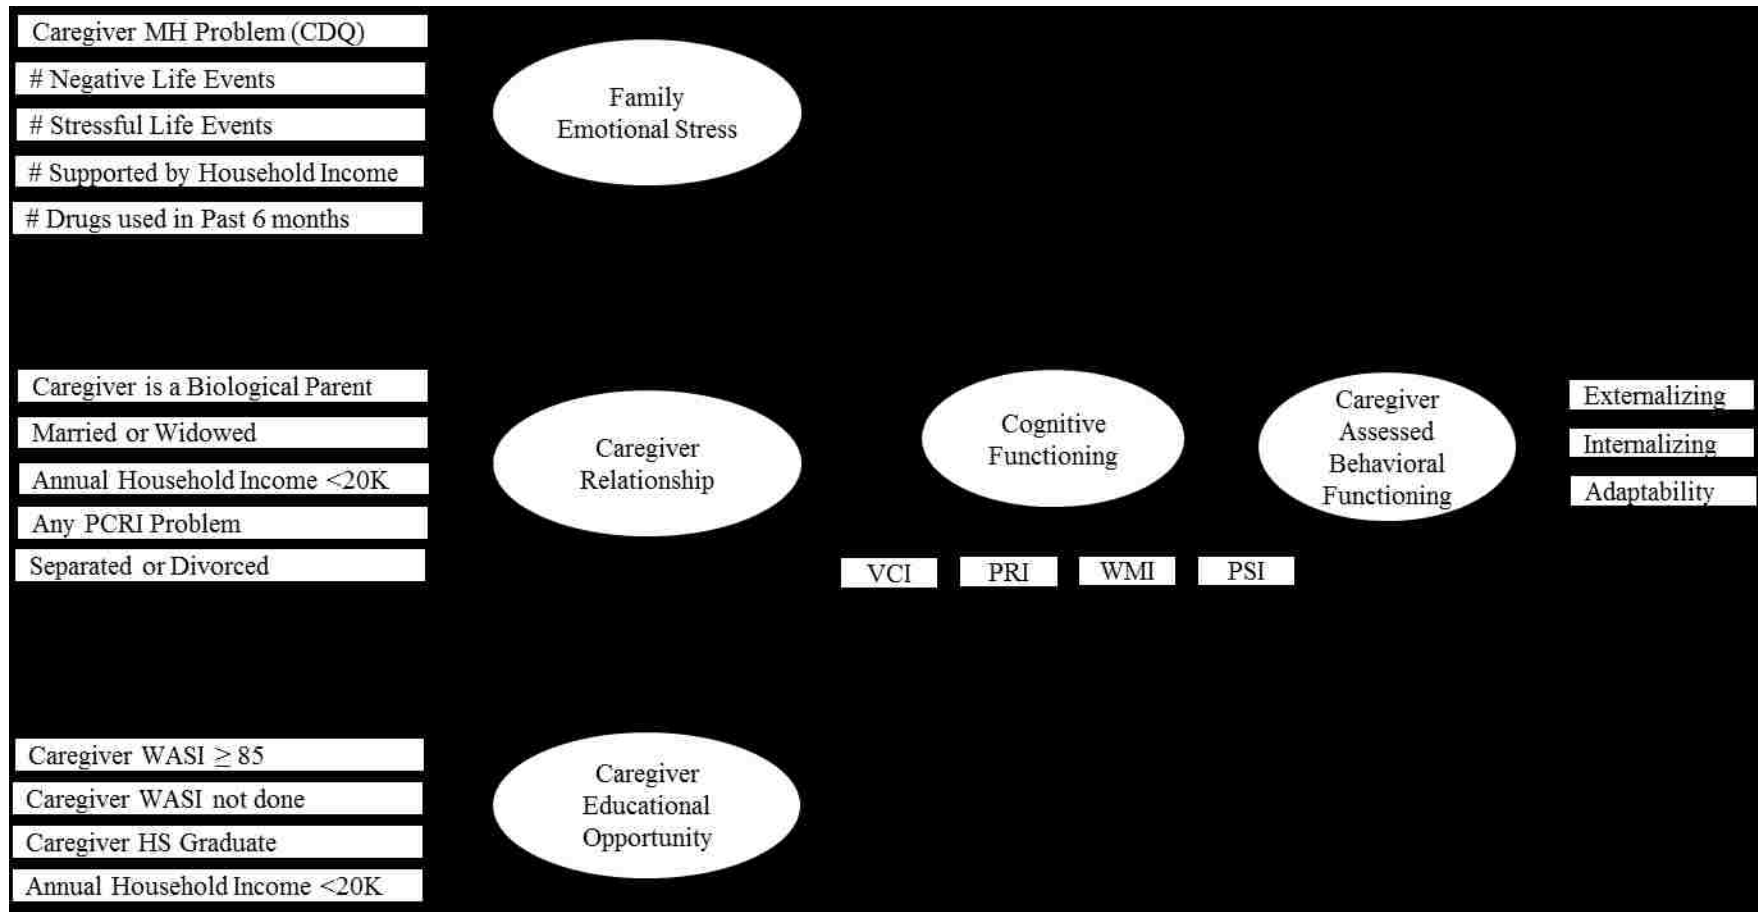 Caregiver MH Problem (CDQ)
# Negative Life Events
# Stressful Life Events
# Supported by Household Income
# Drugs used in Past 6 months
Family
Emotional Stress
Caregiver is a Biological Parent
Married or Widowed
Annual Household Income <20K
Any PCRI Problem
Separated or Divorced
Caregiver
Relationship
Cognitive
Functioning
VCI
PRI
WMI
PSI
Caregiver
Assessed
Behavioral
Functioning
Externalizing
Internalizing
Adaptability
Caregiver WASI ≥ 85
Caregiver WASI not done
Caregiver HS Graduate
Annual Household Income <20K
Caregiver
Educational
Opportunity